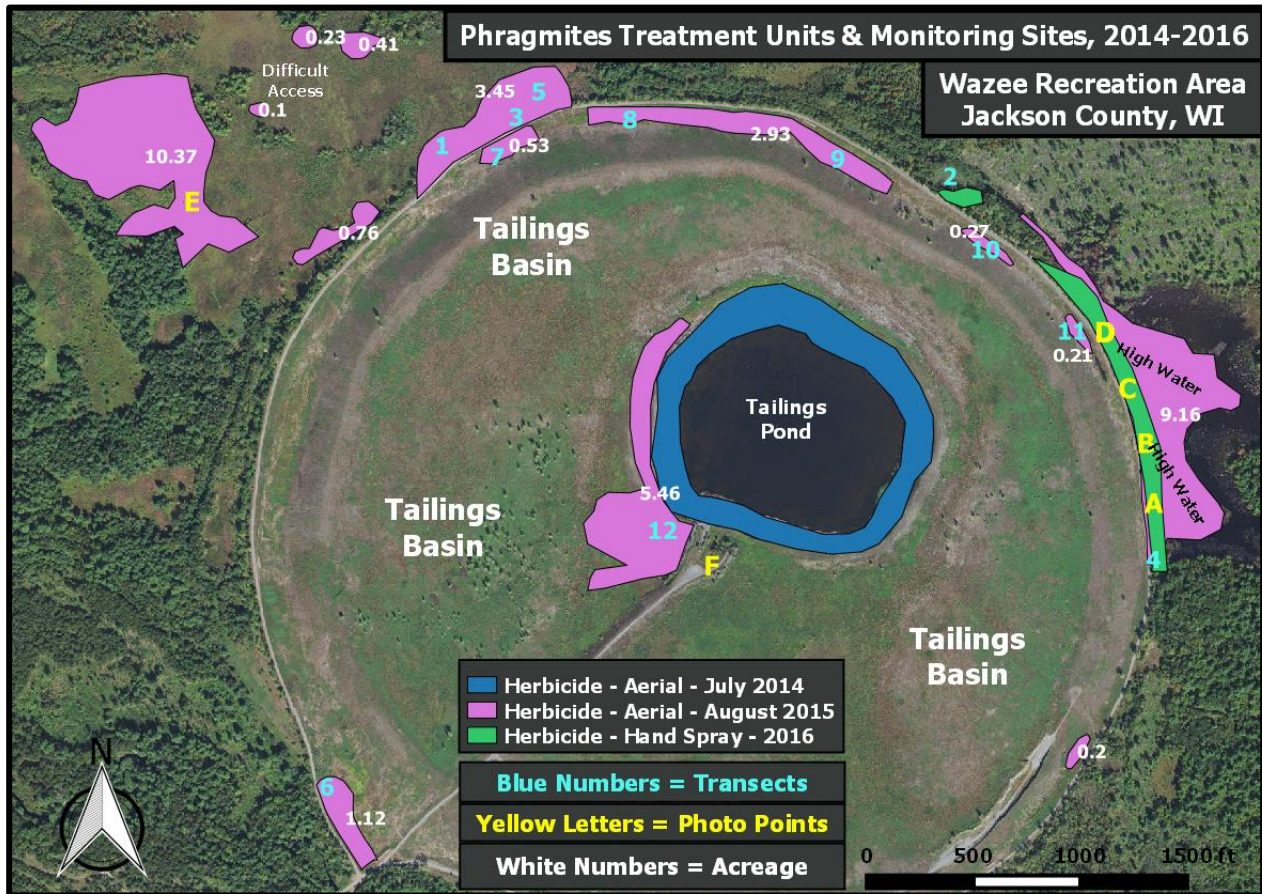 Phragmites Treatment Units & Monitoring Sites, 2014-2016
Wazee Recreation Area
Jackson County, WI
0.23
0.41
Difficult
Access
0.1
3.45
5
3
1
7
0.53
8
2.93
9
10.37
E
0.76
2
0.27
10
Tailings
Basin
D
11
0.21
High Water
C
9.16
B
High Water
A
4
Tailings
Pond
5.46
12
F
Tailings
Basin
Tailings
Basin
0.2
6
1.12
Herbicide - Aerial - July 2014
Herbicide - Aerial - August 2015
Herbicide - Hand Spray - 2016
Blue Numbers = Transects
Yellow Letters = Photo Points
White Numbers = Acreage
N
0 500 1000 1500 ft